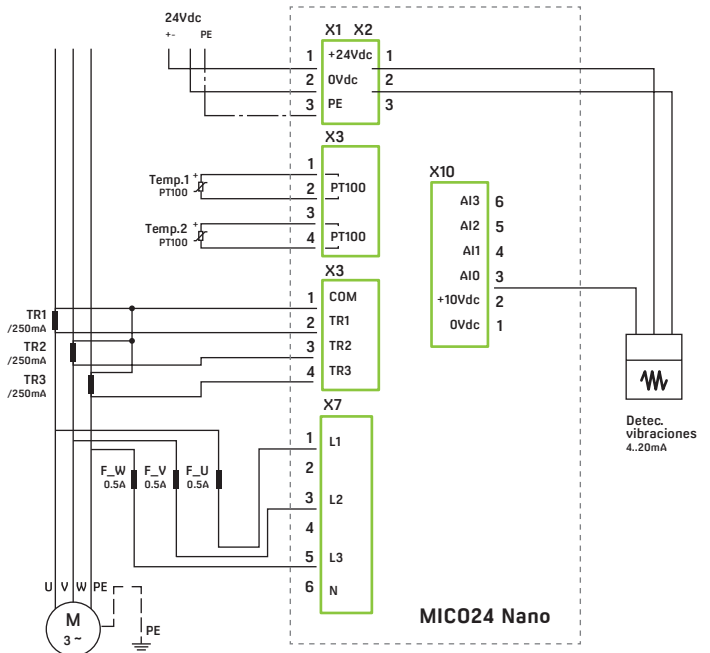 24Vdc
+- PE
X1 X2
1 +24Vdc 1
2 0Vdc 2
3 PE 3
X3
1
Temp.1 +
PT100
2 PT100
3
Temp.2 +
PT100
4 PT100
X10
AI3 6
AI2 5
AI1 4
AI0 3
+10Vdc 2
0Vdc 1
X3
1 COM
2 TR1
3 TR2
4 TR3
TR1
/250mA
TR2
/250mA
TR3
/250mA
Detec.
vibraciones
4..20mA
X7
1 L1
2
3 L2
4
5 L3
6 N
F_W F_V F_U
0.5A 0.5A 0.5A
U V W PE
M
3 ~
PE
MICO24 Nano